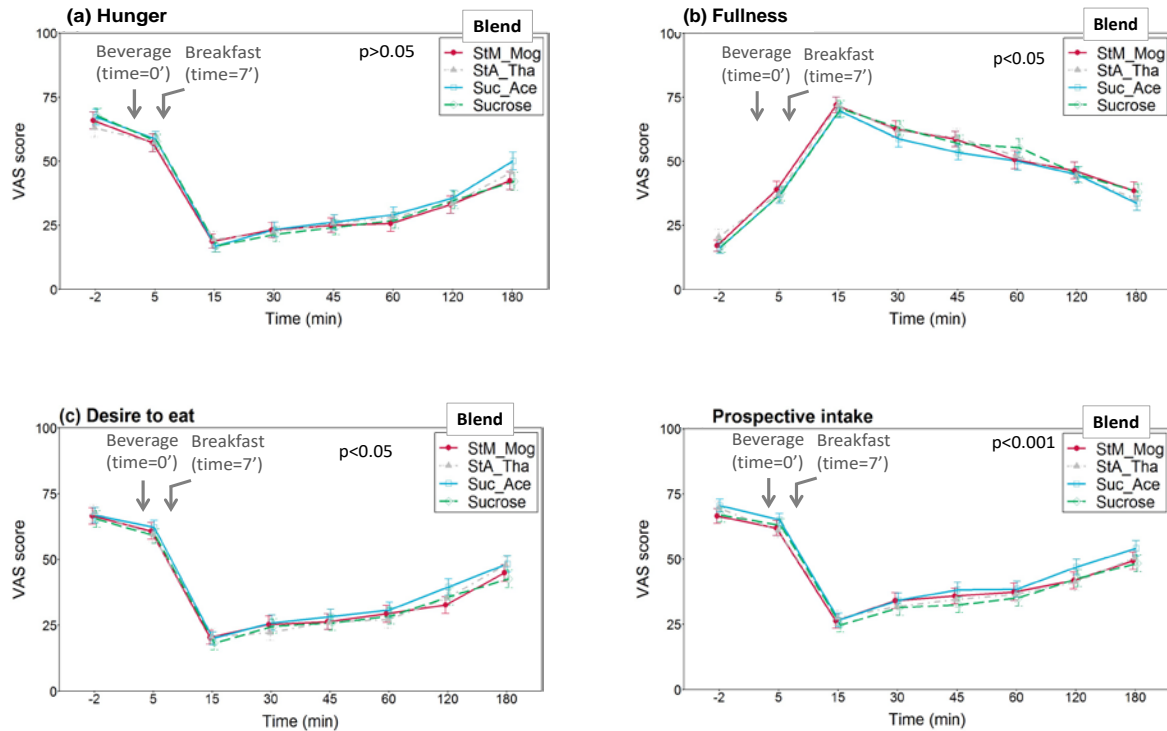 (a) Hunger
Blend
100
Beverage
(time=0’)
Breakfast
(time=7’)
p>0.05
StM_Mog
StA_Tha
Suc_Ace
Sucrose
75
50
25
0
VAS score
-2 5 15 30 45 60 120 180
Time (min)
(b) Fullness
Blend
100
Beverage
(time=0’)
Breakfast
(time=7’)
p<0.05
StM_Mog
StA_Tha
Suc_Ace
Sucrose
75
50
25
0
VAS score
-2 5 15 30 45 60 120 180
Time (min)
(c) Desire to eat
Blend
100
Beverage
(time=0’)
Breakfast
(time=7’)
p<0.05
StM_Mog
StA_Tha
Suc_Ace
Sucrose
75
50
25
0
VAS score
-2 5 15 30 45 60 120 180
Time (min)
Prospective intake
Blend
100
Beverage
(time=0’)
Breakfast
(time=7’)
p<0.001
StM_Mog
StA_Tha
Suc_Ace
Sucrose
75
50
25
0
VAS score
-2 5 15 30 45 60 120 180
Time (min)